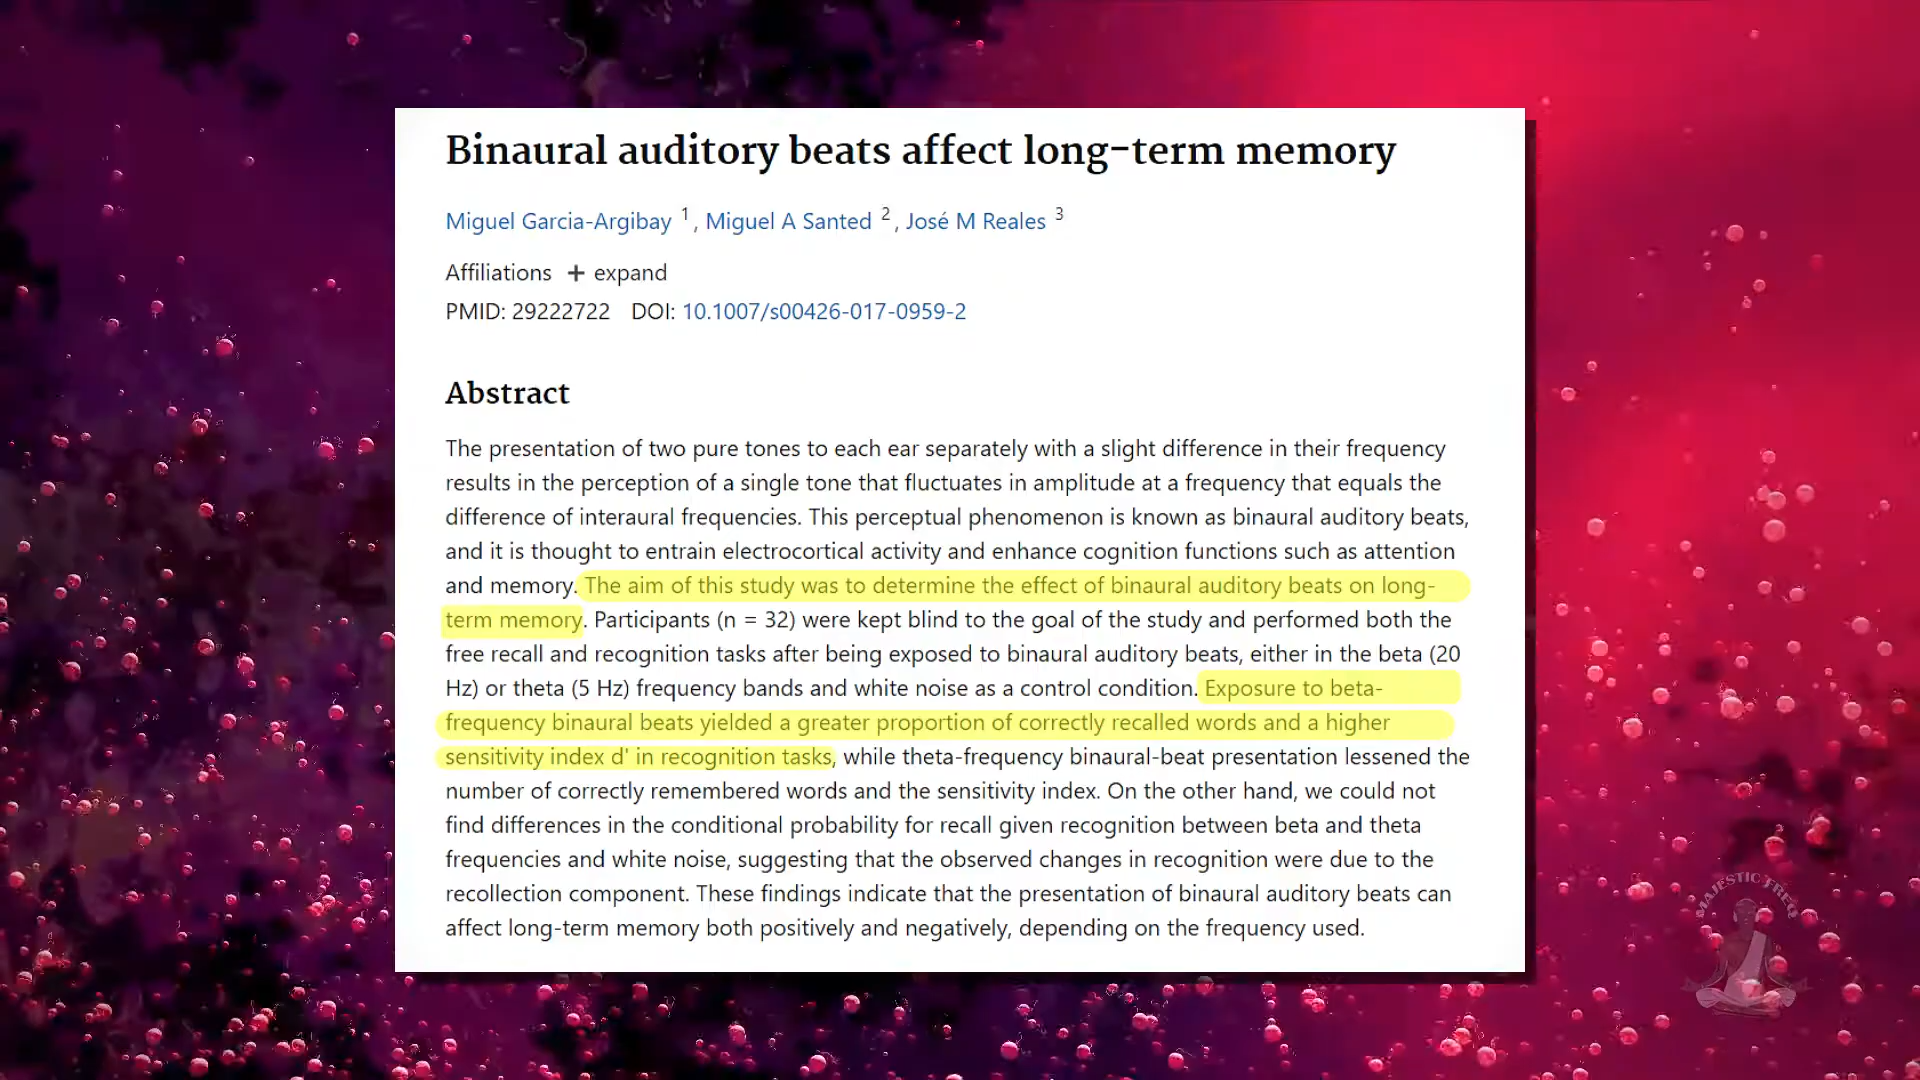 Binaural auditory beats affect long-term memory
Miguel Garcia-Argibay 1 , Miguel A Santed 2 , José M Reales 3
Affiliations + expand
PMID: 29222722 DOI: 10.1007/s00426-017-0959-2
Abstract
The presentation of two pure tones to each ear separately with a slight difference in their frequency
results in the perception of a single tone that fluctuates in amplitude at a frequency that equals the
difference of interaural frequencies. This perceptual phenomenon is known as binaural auditory beats,
and it is thought to entrain electrocortical activity and enhance cognition functions such as attention
and memory. The aim of this study was to determine the effect of binaural auditory beats on long-
term memory. Participants (n = 32) were kept blind to the goal of the study and performed both the
free recall and recognition tasks after being exposed to binaural auditory beats, either in the beta (20
Hz) or theta (5 Hz) frequency bands and white noise as a control condition. Exposure to beta-
frequency binaural beats yielded a greater proportion of correctly recalled words and a higher
sensitivity index d' in recognition tasks, while theta-frequency binaural-beat presentation lessened the
number of correctly remembered words and the sensitivity index. On the other hand, we could not
find differences in the conditional probability for recall given recognition between beta and theta
frequencies and white noise, suggesting that the observed changes in recognition were due to the
recollection component. These findings indicate that the presentation of binaural auditory beats can
affect long-term memory both positively and negatively, depending on the frequency used.
MAJESTIC FREQ